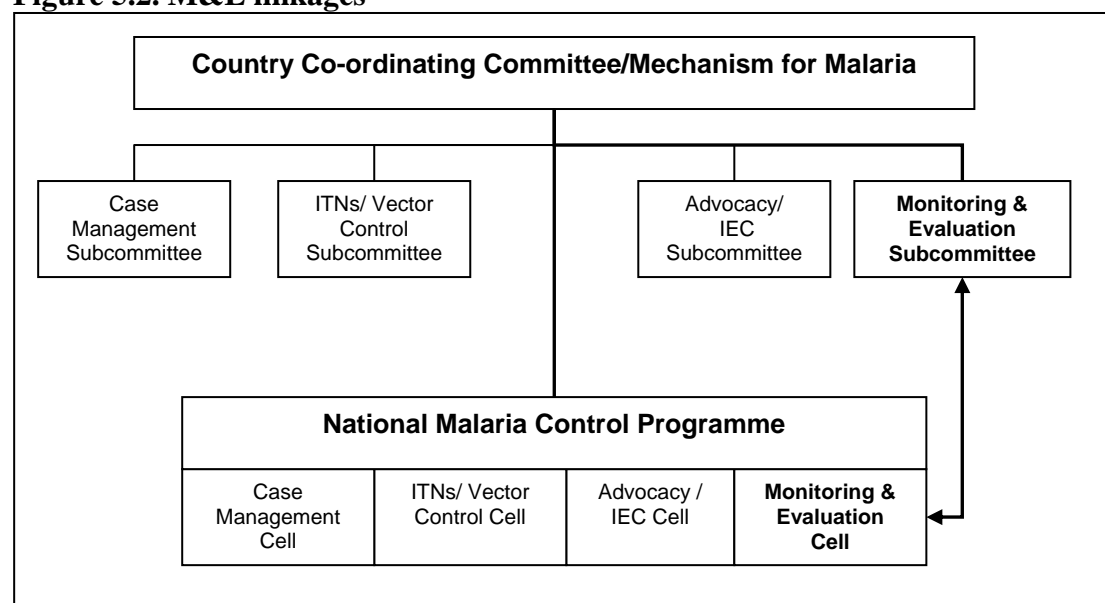 Figure 5.2. M&E linkages
Country Co-ordinating Committee/Mechanism for Malaria
Case
Management
Subcommittee
ITNs/ Vector
Control
Subcommittee
Advocacy/
IEC
Subcommittee
Monitoring &
Evaluation
Subcommittee
National Malaria Control Programme
Case
Management
Cell
ITNs/ Vector
Control Cell
Advocacy /
IEC Cell
Monitoring &
Evaluation
Cell